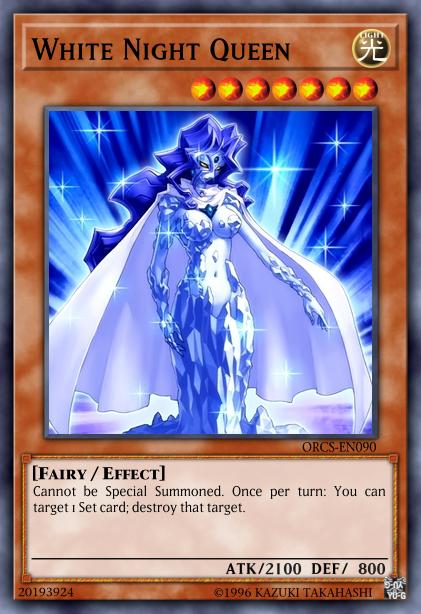 White Night Queen
LIGHT
光
ORCS-EN090
[Fairy / Effect]
Cannot be Special Summoned. Once per turn: You can
target 1 Set card; destroy that target.
ATK/2100 DEF/ 800
20193924
©1996 KAZUKI TAKAHASHI